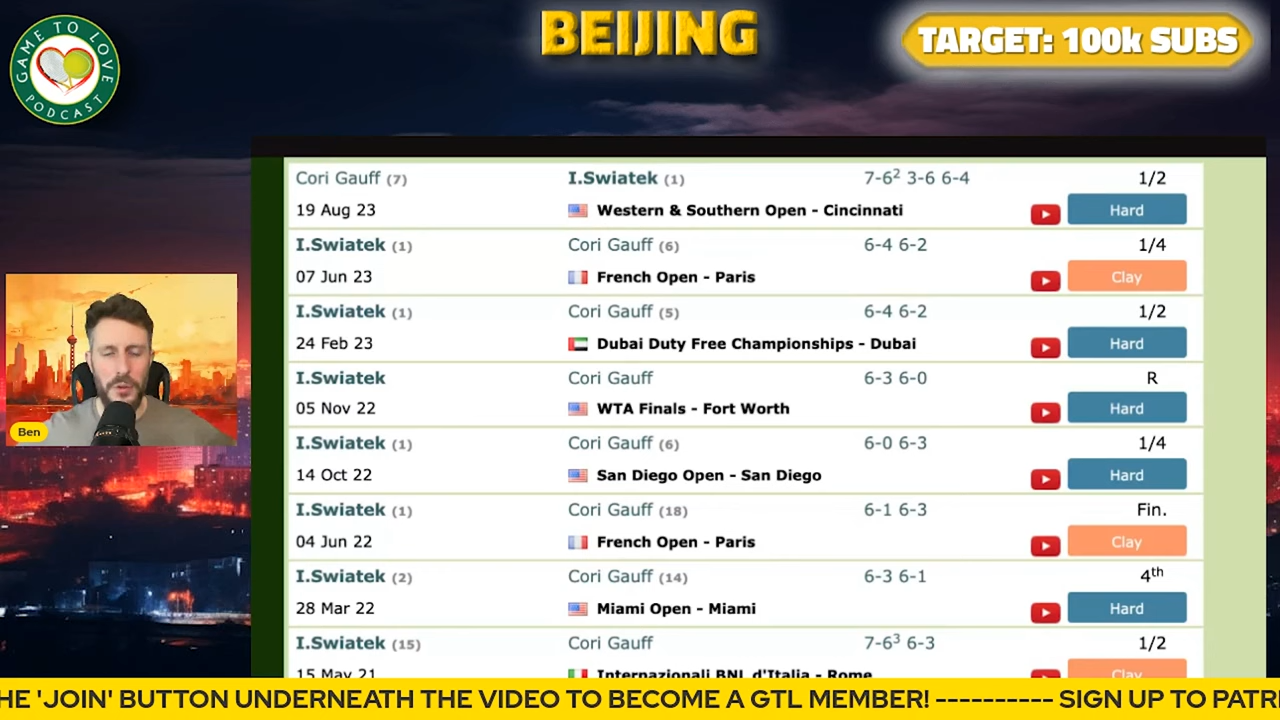 GAME TO LOVE PODCAST
BEIJING
TARGET: 100k SUBS
Cori Gauff (7) I.Swiatek (1) 7-6² 3-6 6-4 1/2
19 Aug 23 Western & Southern Open - Cincinnati Hard
I.Swiatek (1) Cori Gauff (6) 6-4 6-2 1/4
07 Jun 23 French Open - Paris Clay
I.Swiatek (1) Cori Gauff (5) 6-4 6-2 1/2
24 Feb 23 Dubai Duty Free Championships - Dubai Hard
I.Swiatek Cori Gauff 6-3 6-0 R
05 Nov 22 WTA Finals - Fort Worth Hard
I.Swiatek (1) Cori Gauff (6) 6-0 6-3 1/4
14 Oct 22 San Diego Open - San Diego Hard
I.Swiatek (1) Cori Gauff (18) 6-1 6-3 Fin.
04 Jun 22 French Open - Paris Clay
I.Swiatek (2) Cori Gauff (14) 6-3 6-1 4th
28 Mar 22 Miami Open - Miami Hard
I.Swiatek (15) Cori Gauff 7-6³ 6-3 1/2
15 May 21 Internazionali BNL d'Italia - Rome Clay
Ben
HE 'JOIN' BUTTON UNDERNEATH THE VIDEO TO BECOME A GTL MEMBER! ---------- SIGN UP TO PATR